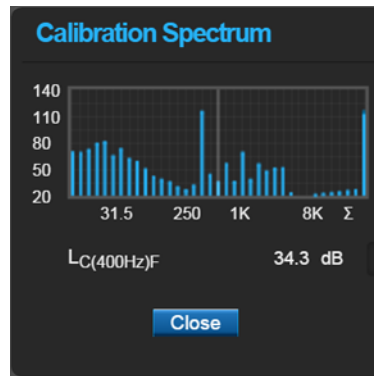 Calibration Spectrum
140
110
80
50
20
31.5 250 1K 8K Σ
LC(400Hz)F 34.3 dB
Close